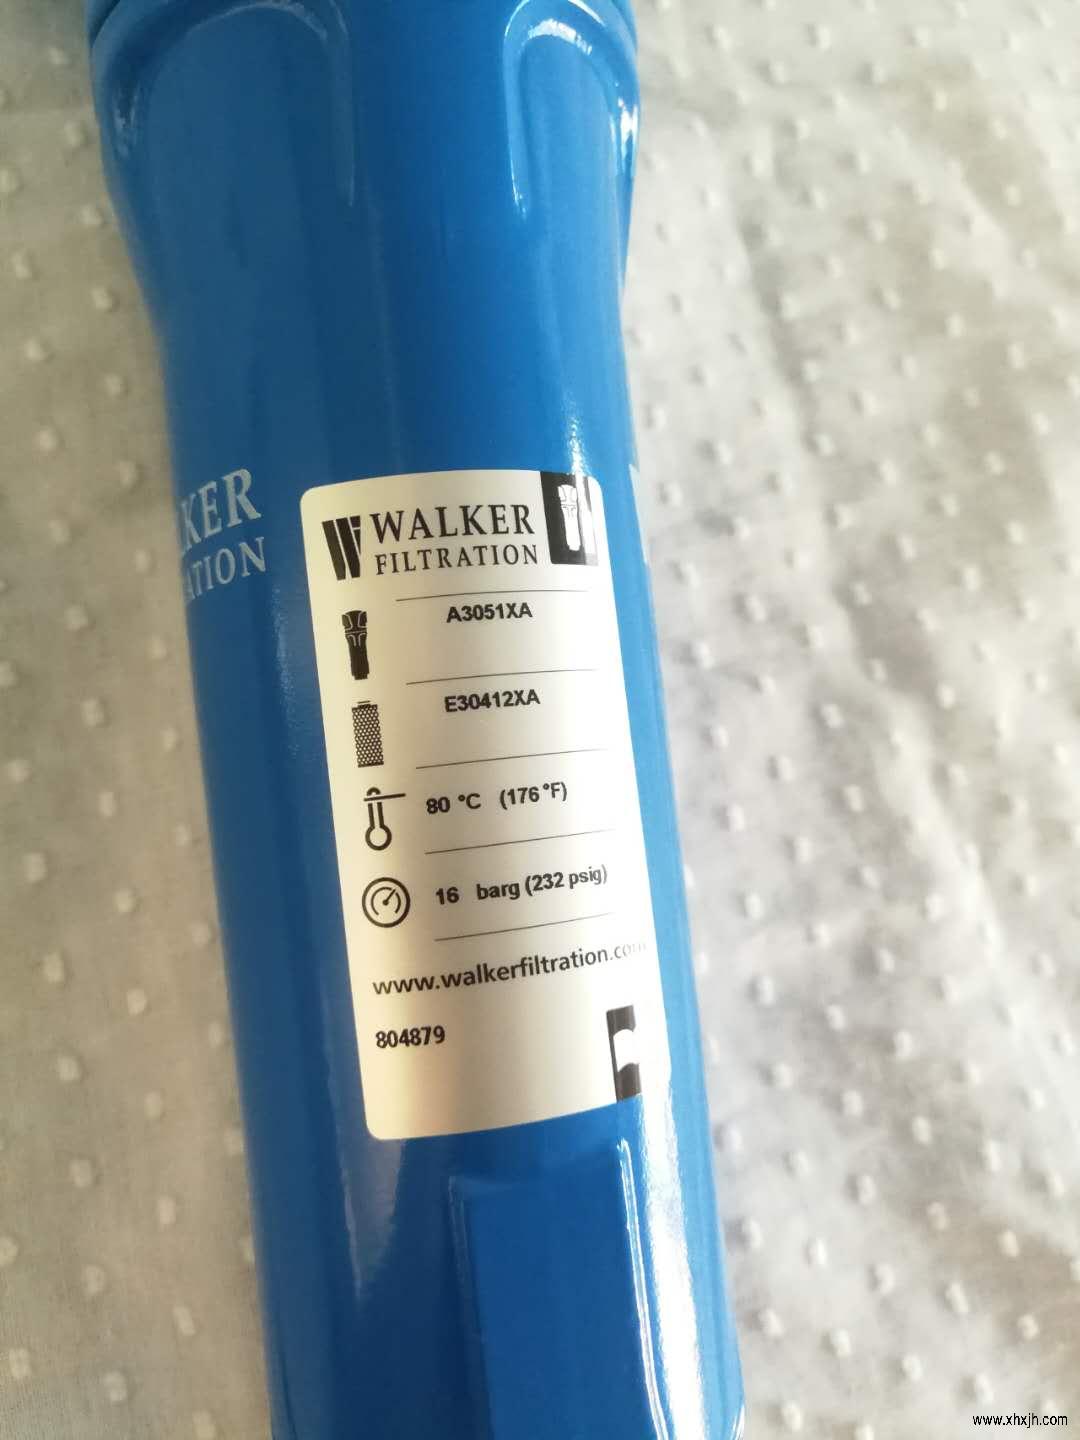 KER
ATION
WALKER
FILTRATION
A3051XA
E30412XA
80 °C (176 °F)
16 barg (232 psig)
www.walkerfiltration.com
804879
www.xhxjh.com